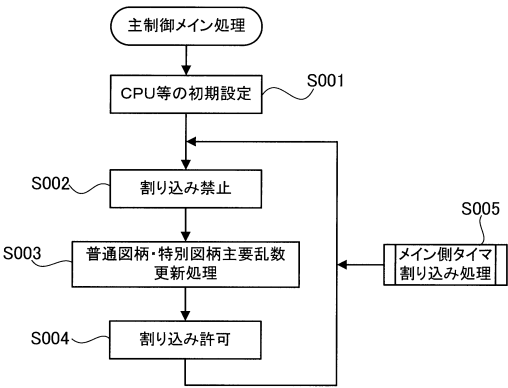 主制御メイン処理
CPU等の初期設定
S001
割り込み禁止
S002
普通図柄・特別図柄主要乱数
更新処理
S003
割り込み許可
S004
メイン側タイマ
割り込み処理
S005